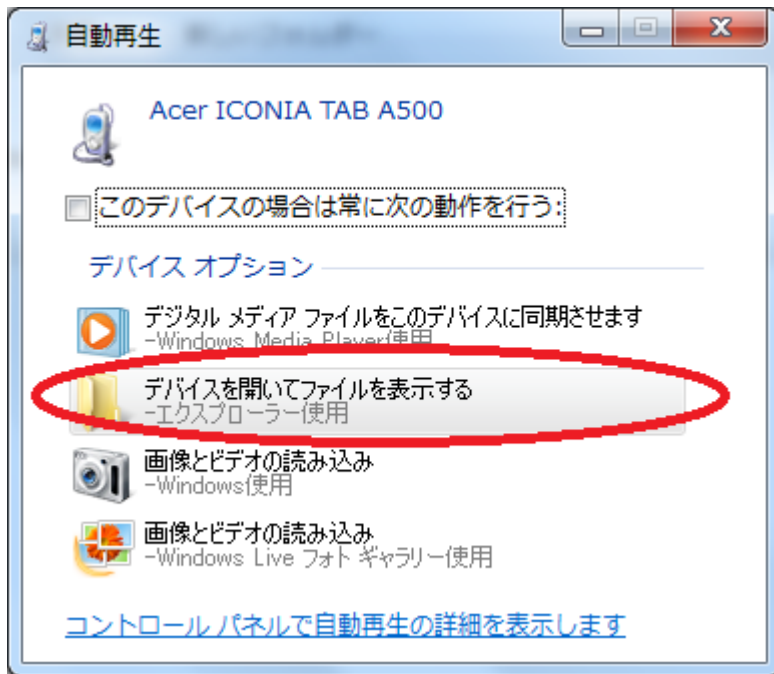 自動再生
Acer ICONIA TAB A500
このデバイスの場合は常に次の動作を行う:
デバイス オプション
デジタル メディア ファイルをこのデバイスに同期させます
-Windows Media Player使用
デバイスを開いてファイルを表示する
-エクスプローラー使用
画像とビデオの読み込み
-Windows使用
画像とビデオの読み込み
-Windows Live フォト ギャラリー使用
コントロール パネルで自動再生の詳細を表示します